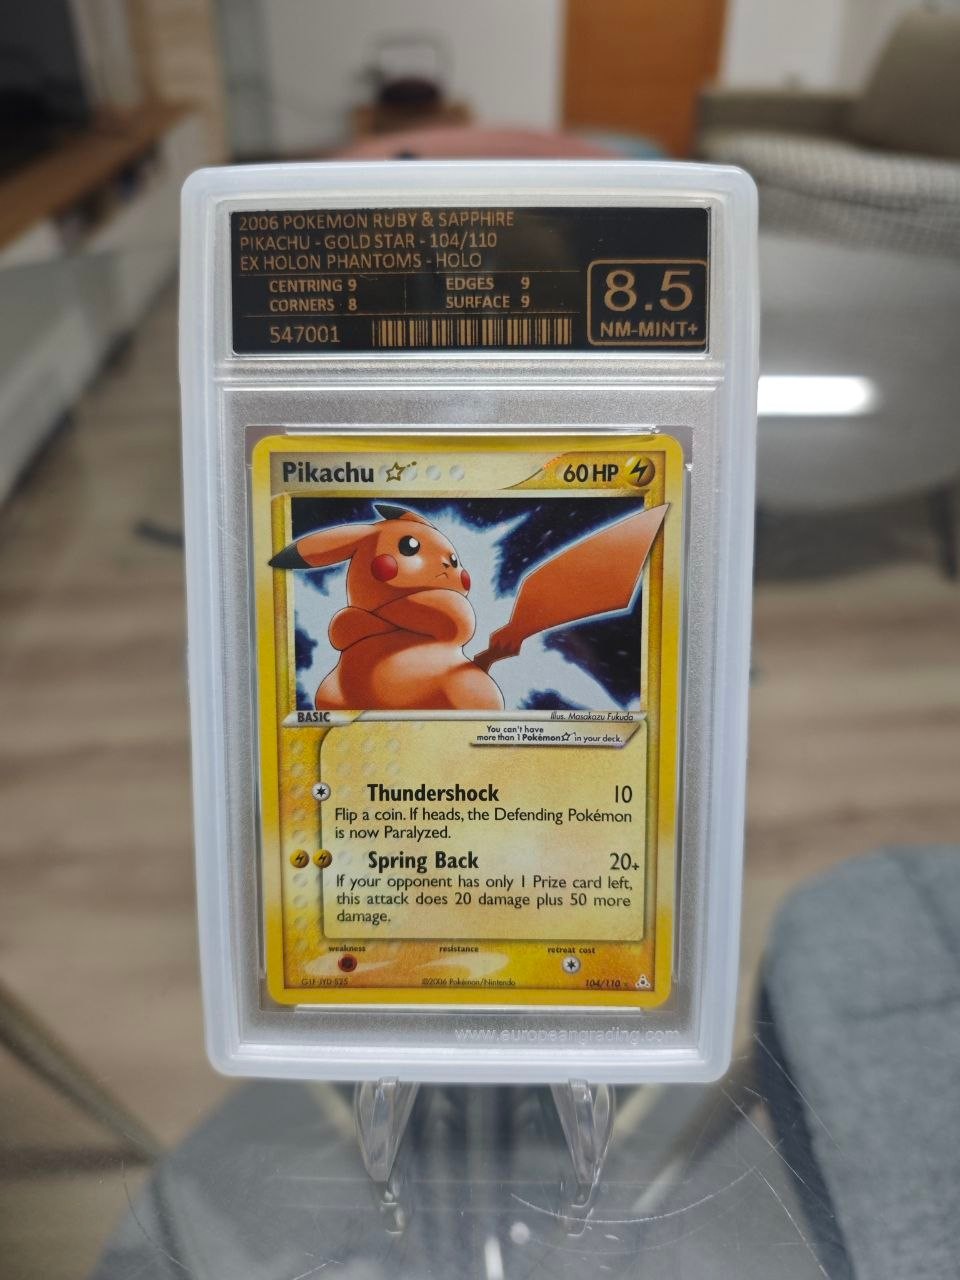 2006 POKEMON RUBY & SAPPHIRE
PIKACHU - GOLD STAR - 104/110
EX HOLON PHANTOMS - HOLO
CENTRING 9 EDGES 9
CORNERS 8 SURFACE 9
8.5
NM-MINT+
547001
Pikachu ☆ 60 HP
BASIC
Illus. Masakazu Fukuda
You can't have
more than 1 Pokémon☆ in your deck.
Thundershock 10
Flip a coin. If heads, the Defending Pokémon
is now Paralyzed.
Spring Back 20+
If your opponent has only 1 Prize card left,
this attack does 20 damage plus 50 more
damage.
weakness resistance retreat cost
©2006 Pokémon/Nintendo 104/110
www.europeangrading.com